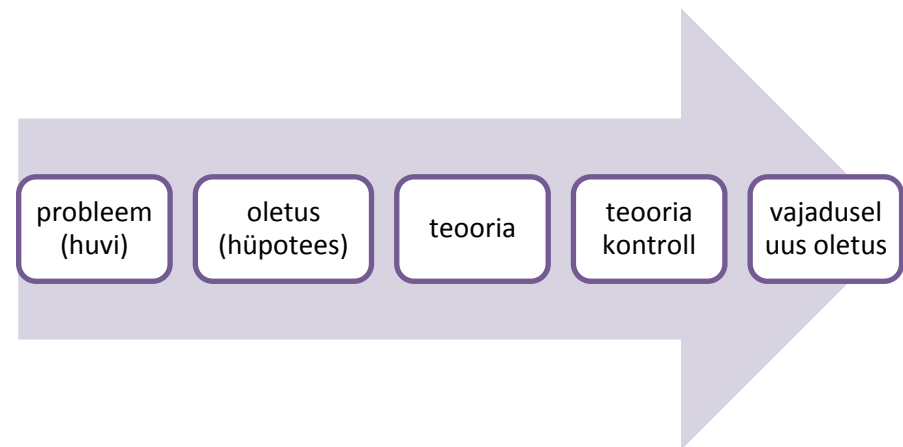 probleem
(huvi)
oletus
(hüpotees)
teooria
teooria
kontroll
vajadusel
uus oletus